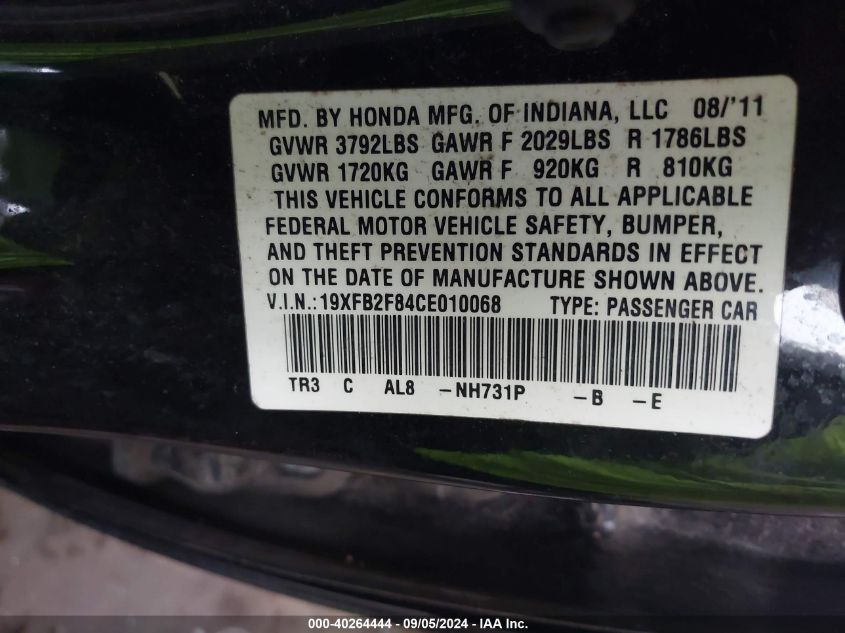 MFD. BY HONDA MFG. OF INDIANA, LLC 08/'11
GVWR 3792LBS GAWR F 2029LBS R 1786LBS
GVWR 1720KG GAWR F 920KG R 810KG
THIS VEHICLE CONFORMS TO ALL APPLICABLE
FEDERAL MOTOR VEHICLE SAFETY, BUMPER,
AND THEFT PREVENTION STANDARDS IN EFFECT
ON THE DATE OF MANUFACTURE SHOWN ABOVE.
V.I.N.:19XFB2F84CE010068 TYPE: PASSENGER CAR
TR3 C AL8 -NH731P -B -E
000-40264444 - 09/05/2024 - IAA Inc.